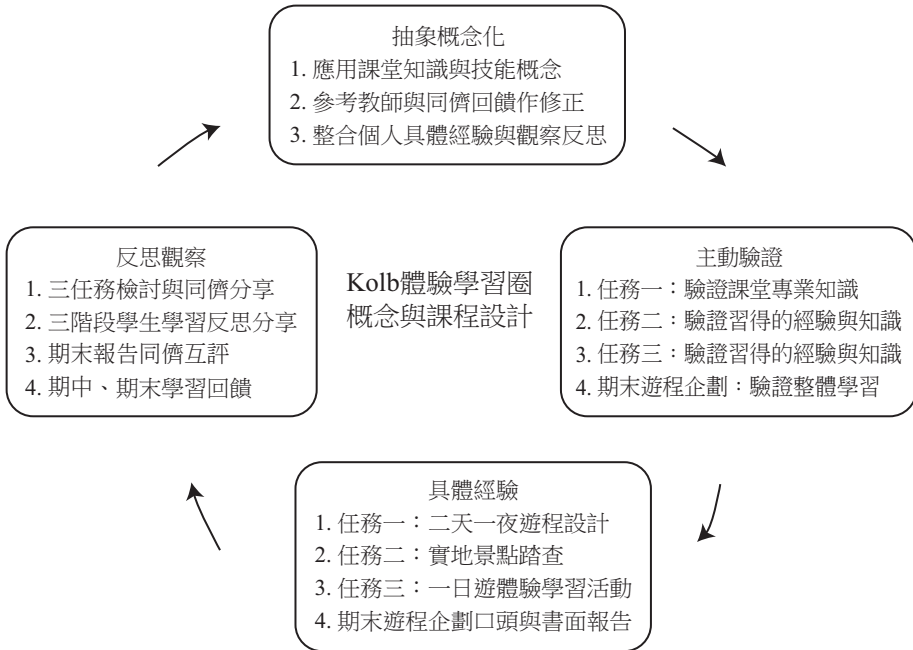 抽象概念化
1. 應用課堂知識與技能概念
2. 參考教師與同儕回饋作修正
3. 整合個人具體經驗與觀察反思
反思觀察
1. 三任務檢討與同儕分享
2. 三階段學生學習反思分享
3. 期末報告同儕互評
4. 期中、期末學習回饋
Kolb體驗學習圈
概念與課程設計
主動驗證
1. 任務一：驗證課堂專業知識
2. 任務二：驗證習得的經驗與知識
3. 任務三：驗證習得的經驗與知識
4. 期末遊程企劃：驗證整體學習
具體經驗
1. 任務一：二天一夜遊程設計
2. 任務二：實地景點踏查
3. 任務三：一日遊體驗學習活動
4. 期末遊程企劃口頭與書面報告